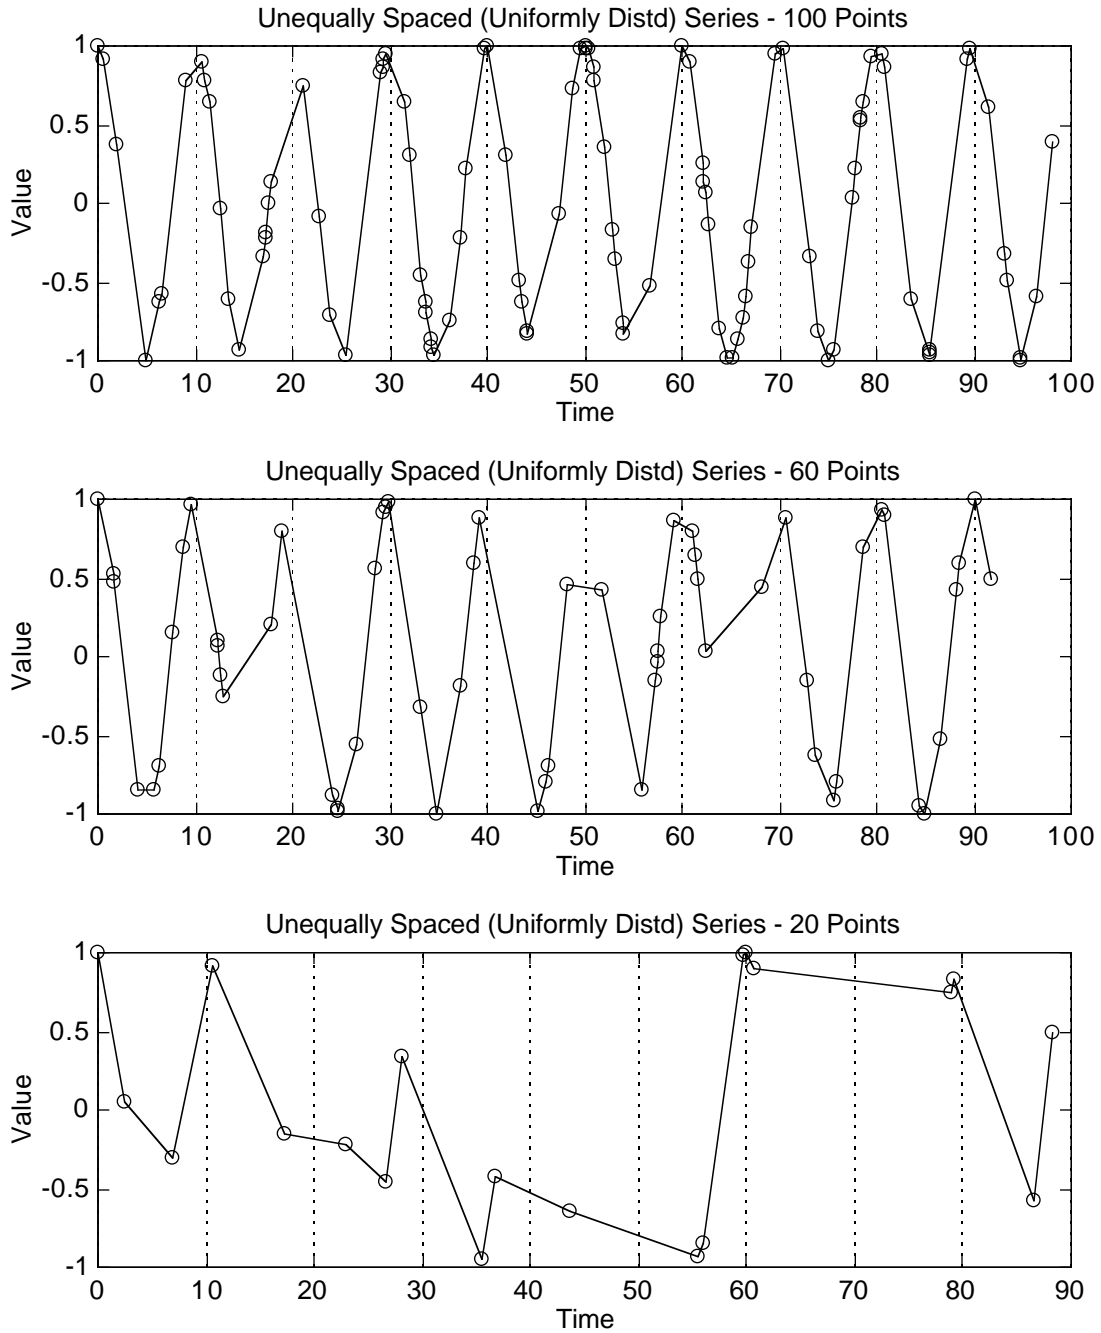 Unequally Spaced (Uniformly Distd) Series - 100 Points
1
0.5
0
-0.5
-1
Value
0 10 20 30 40 50 60 70 80 90 100
Time
Unequally Spaced (Uniformly Distd) Series - 60 Points
1
0.5
0
-0.5
-1
Value
0 10 20 30 40 50 60 70 80 90 100
Time
Unequally Spaced (Uniformly Distd) Series - 20 Points
1
0.5
0
-0.5
-1
Value
0 10 20 30 40 50 60 70 80 90
Time